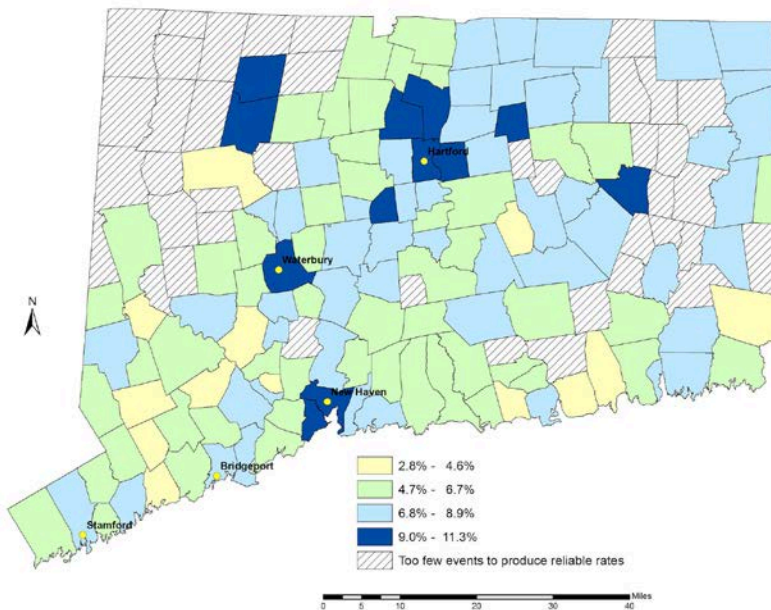 Hartford
Waterbury
N
New Haven
Bridgeport
Stamford
2.8% - 4.6%
4.7% - 6.7%
6.8% - 8.9%
9.0% - 11.3%
Too few events to produce reliable rates
Miles
0 5 10 20 30 40